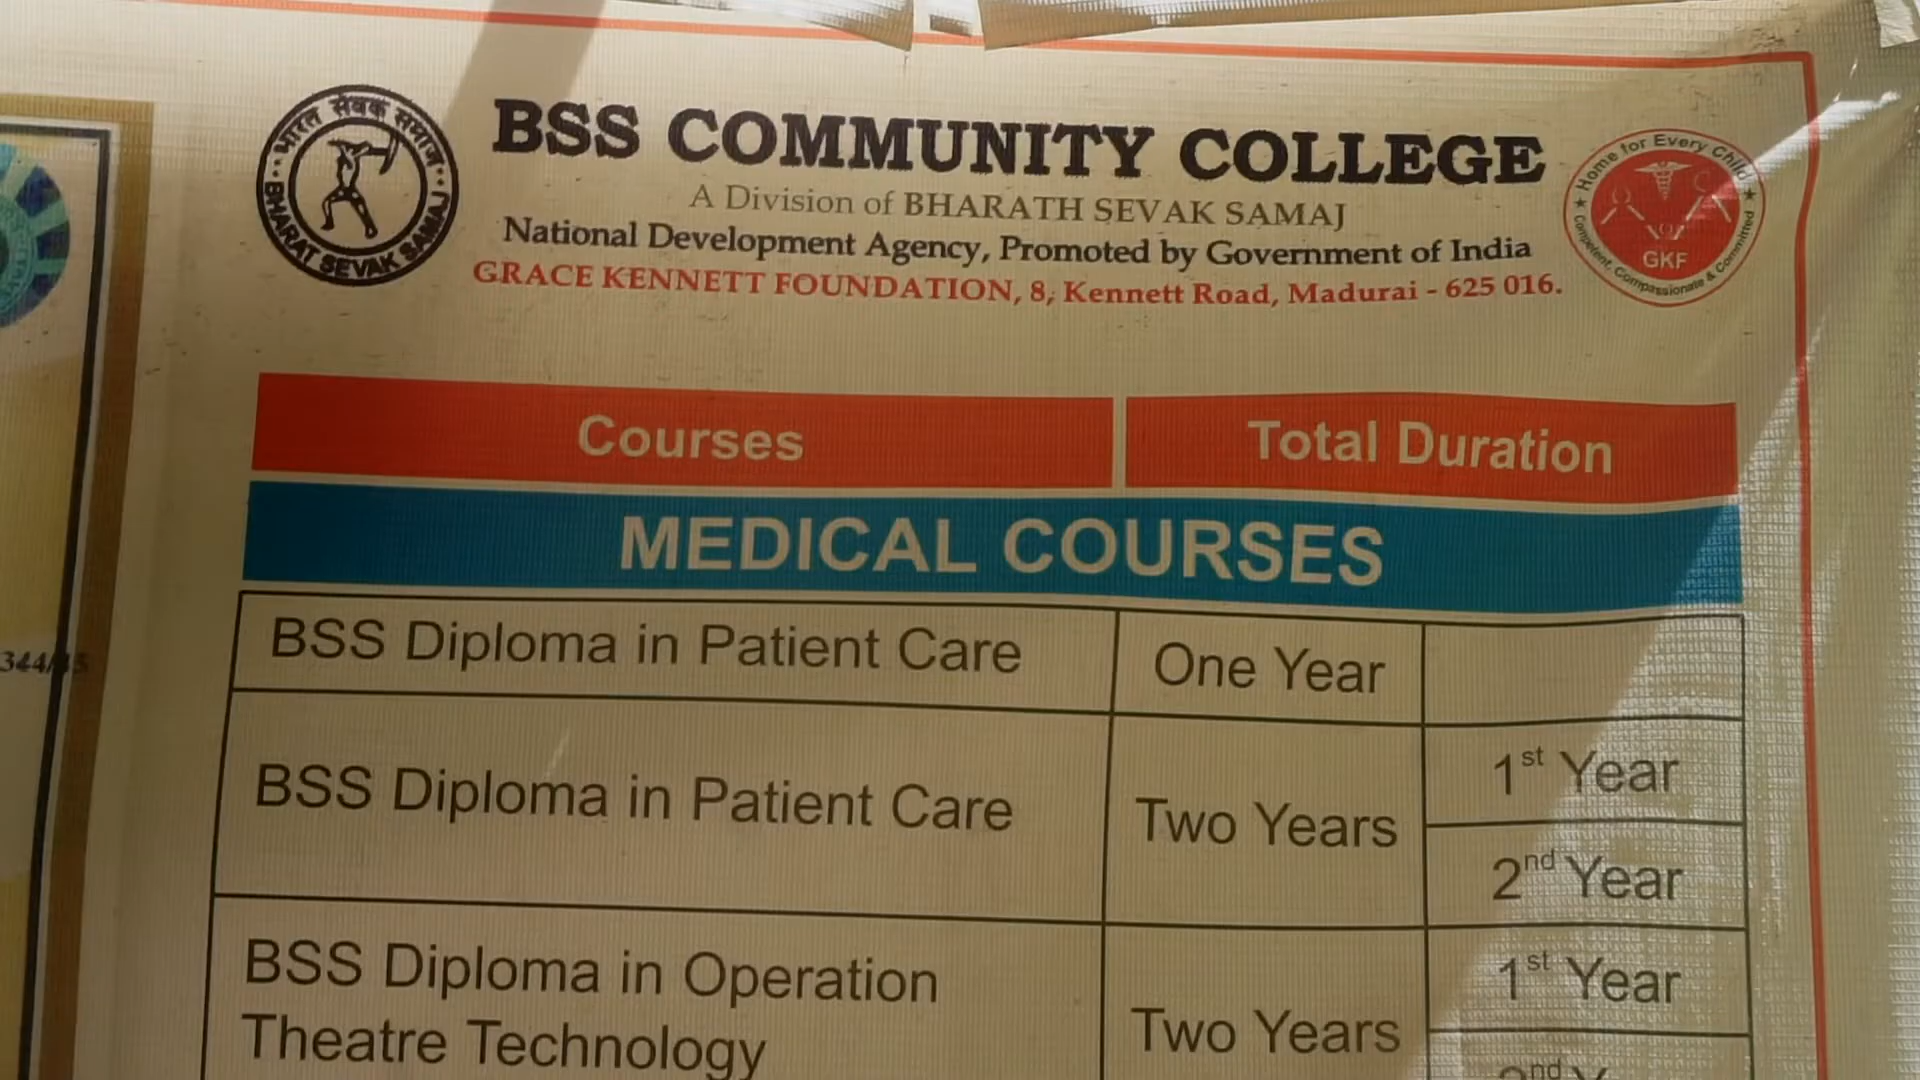 भारत सेवक समाज
BHARAT SEVAK SAMAJ
BSS COMMUNITY COLLEGE
A Division of BHARATH SEVAK SAMAJ
National Development Agency, Promoted by Government of India
GRACE KENNETT FOUNDATION, 8, Kennett Road, Madurai - 625 016.
Home for Every Child
GKF
Competent, Compassionate & Committed
Courses
Total Duration
MEDICAL COURSES
BSS Diploma in Patient Care
One Year
BSS Diploma in Patient Care
Two Years
1st Year
2nd Year
BSS Diploma in Operation
Theatre Technology
Two Years
1st Year